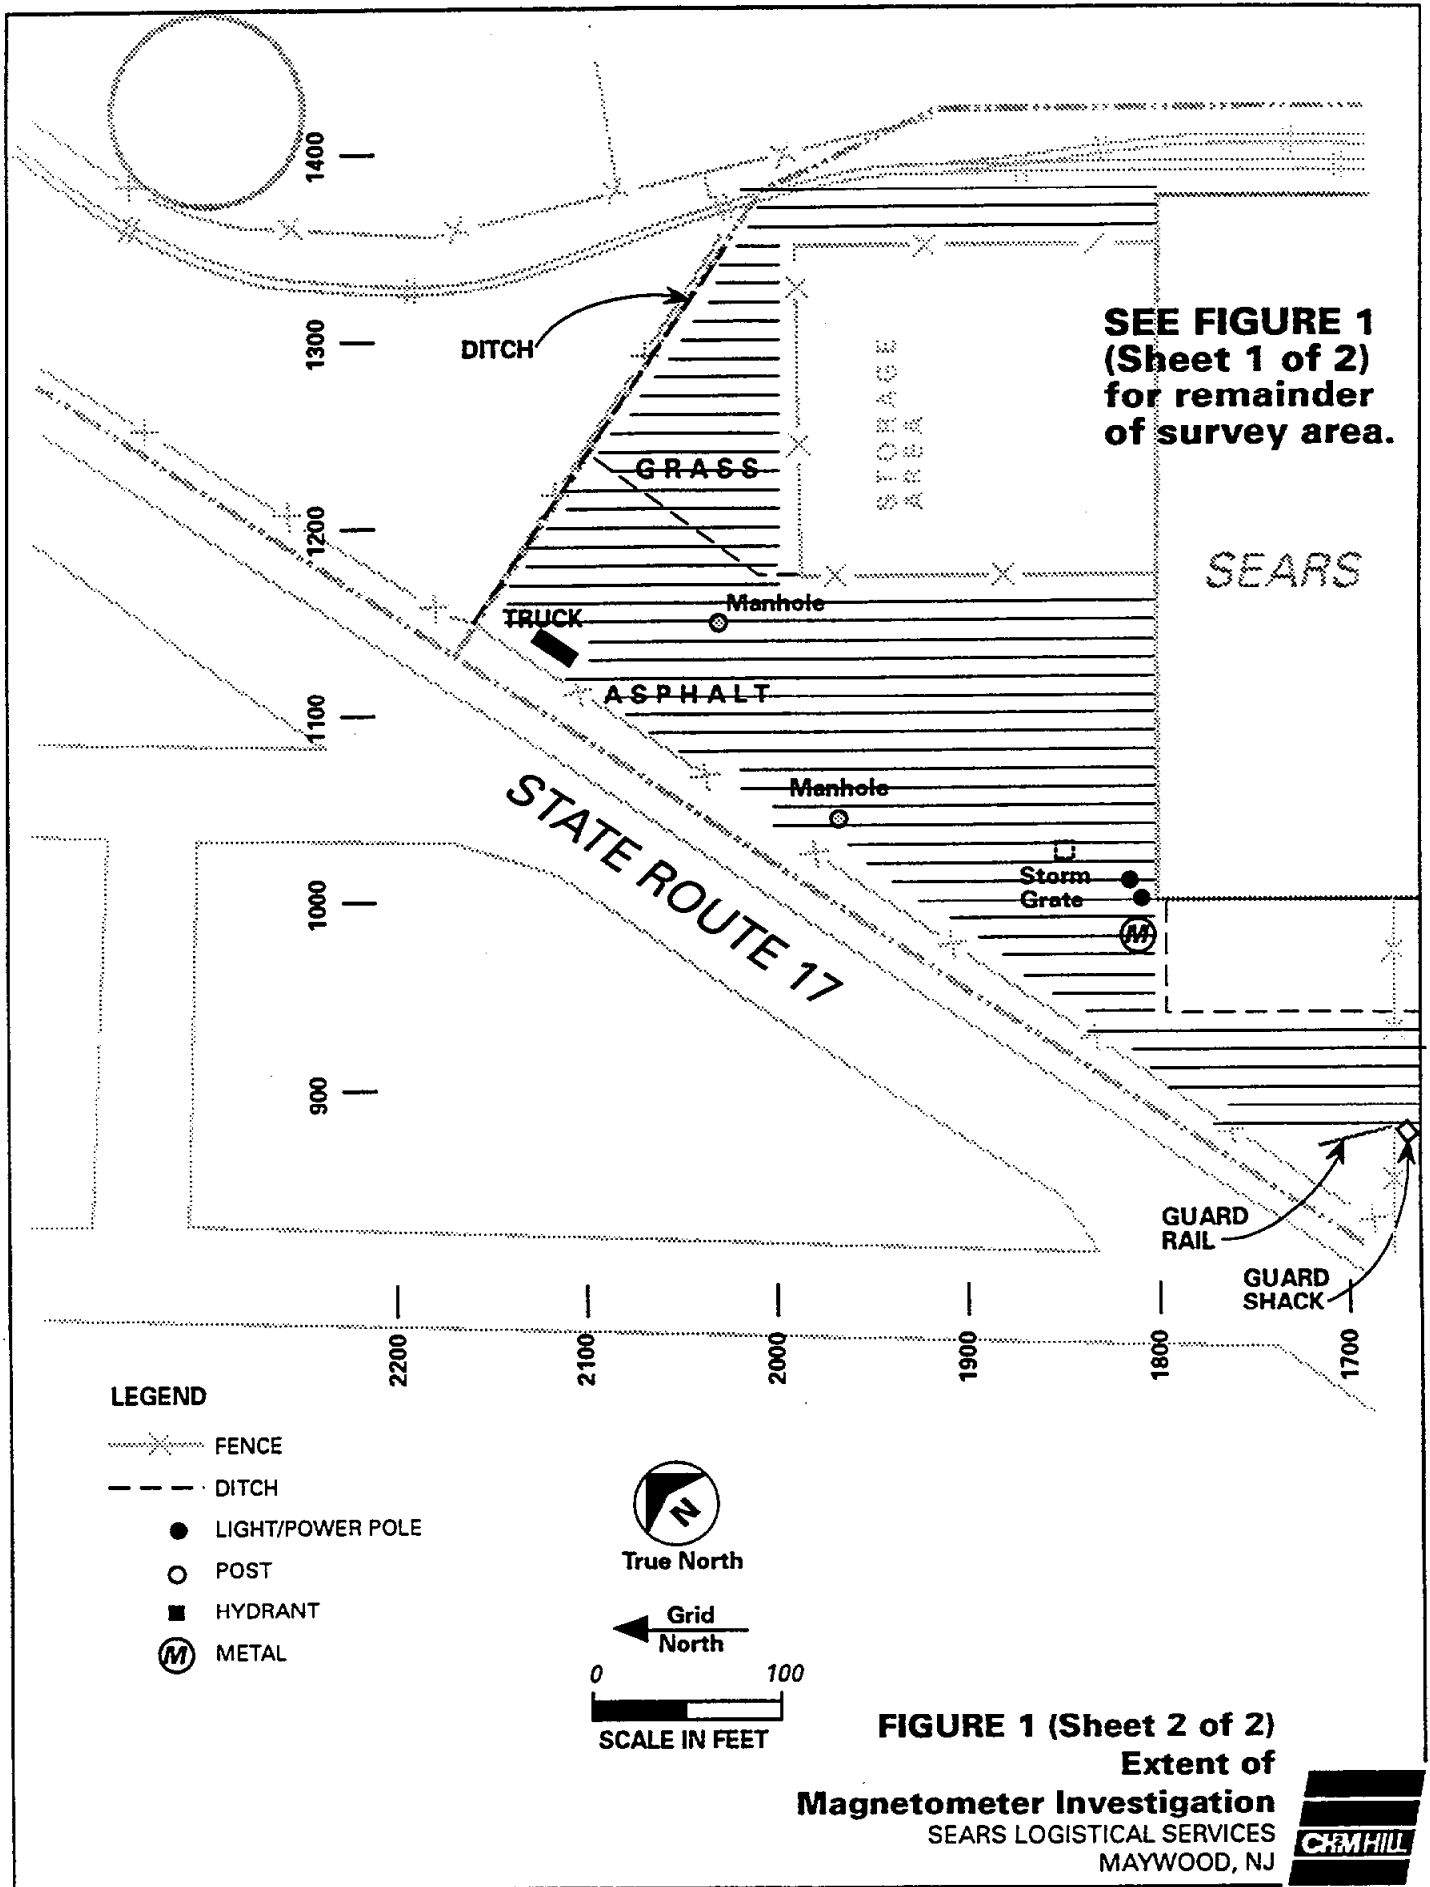 1400
1300
1200
1100
1000
900
DITCH
SEE FIGURE 1
(Sheet 1 of 2)
for remainder
of survey area.
STORAGE
AREA
GRASS
SEARS
Manhole
TRUCK
ASPHALT
Manhole
STATE ROUTE 17
Storm
Grate
M
GUARD
RAIL
GUARD
SHACK
2200
2100
2000
1900
1800
1700
LEGEND
FENCE
DITCH
LIGHT/POWER POLE
POST
HYDRANT
M METAL
N
True North
Grid
North
0 100
SCALE IN FEET
FIGURE 1 (Sheet 2 of 2)
Extent of
Magnetometer Investigation
SEARS LOGISTICAL SERVICES
MAYWOOD, NJ
CH2M HILL